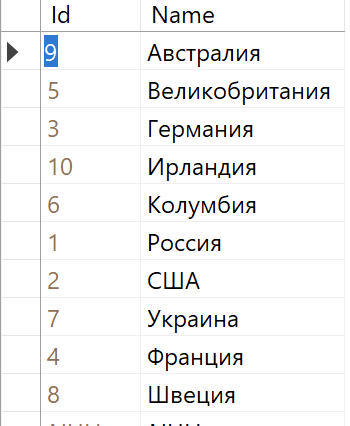 Id Name
9 Австралия
5 Великобритания
3 Германия
10 Ирландия
6 Колумбия
1 Россия
2 США
7 Украина
4 Франция
8 Швеция